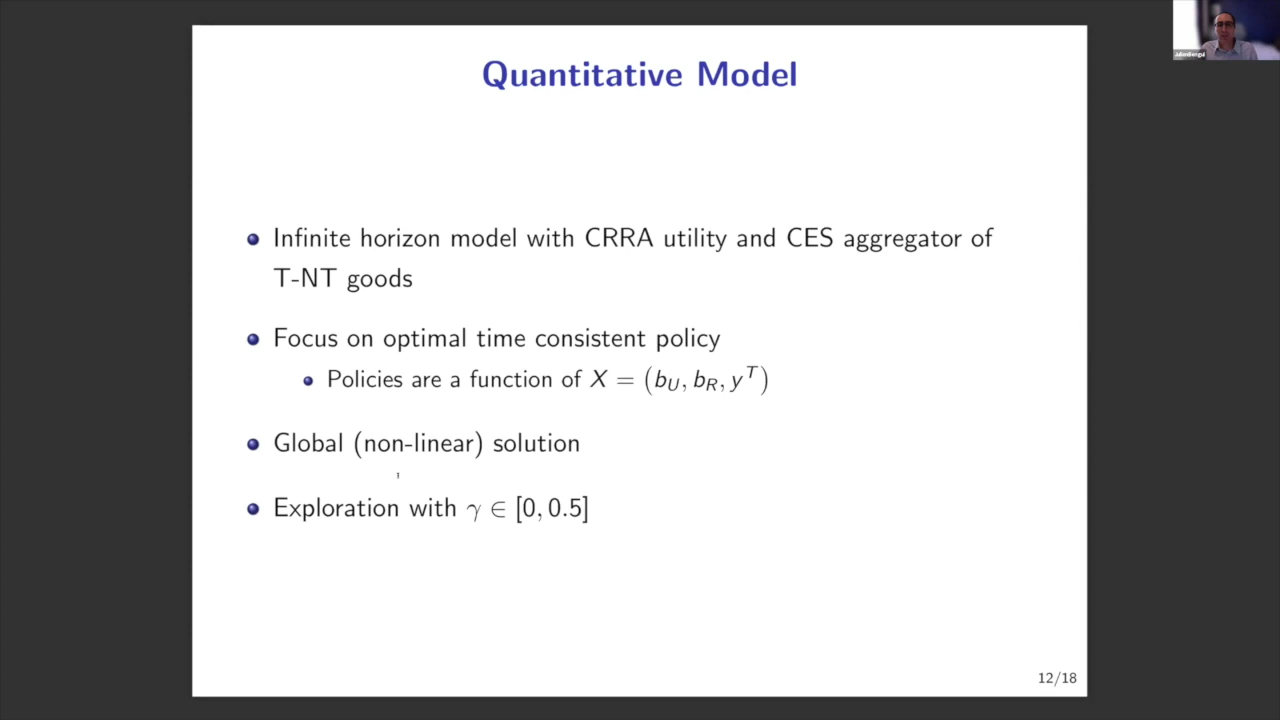 Quantitative Model
Infinite horizon model with CRRA utility and CES aggregator of
T-NT goods
Focus on optimal time consistent policy
Policies are a function of X = (b_U, b_R, y^T)
Global (non-linear) solution
Exploration with γ ∈ [0, 0.5]
12/18